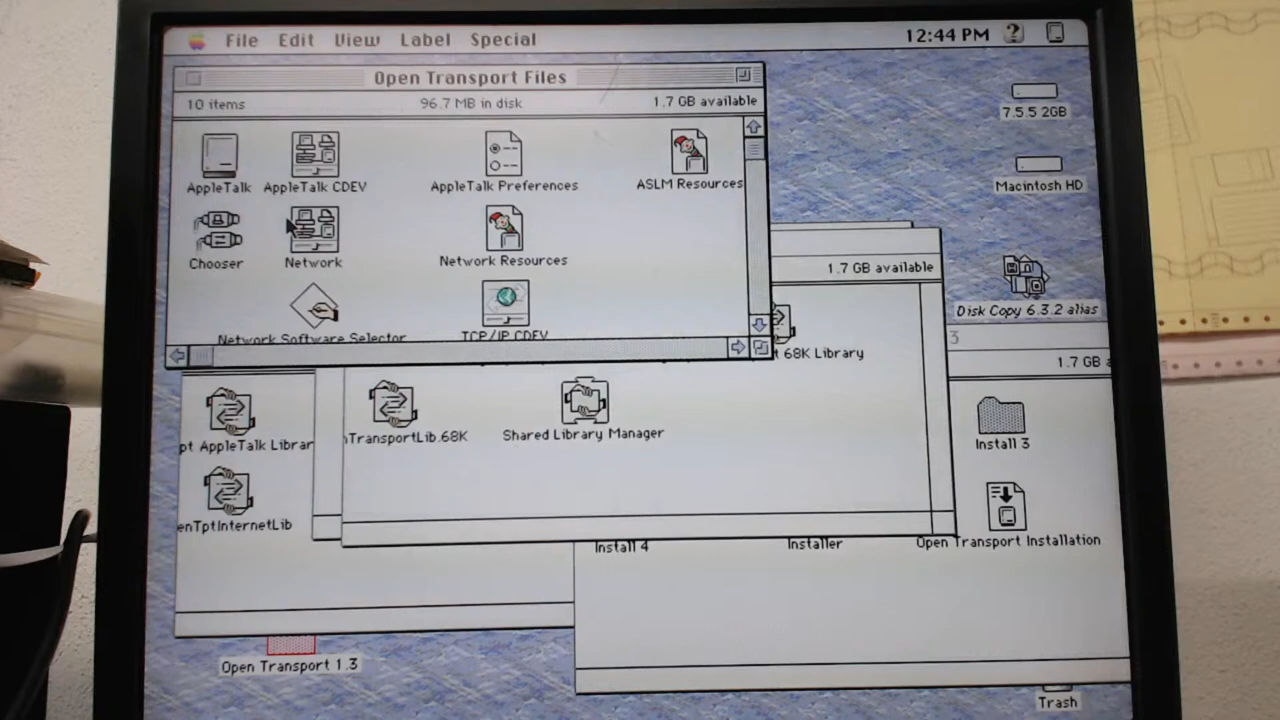 File Edit View Label Special 12:44 PM
Open Transport Files
10 items 96.7 MB in disk 1.7 GB available
AppleTalk AppleTalk CDEV AppleTalk Preferences ASLM Resources
Chooser Network Network Resources
Network Software Selector TCP/IP CDEV
7.5.5 2GB
Macintosh HD
Disk Copy 6.3.2 alias
1.7 GB available
t 68K Library
3
1.7 GB a
pt AppleTalk Librar
nTransportLib.68K Shared Library Manager
Install 3
enTptInternetLib
Install 4 Installer Open Transport Installation
Open Transport 1.3
Trash